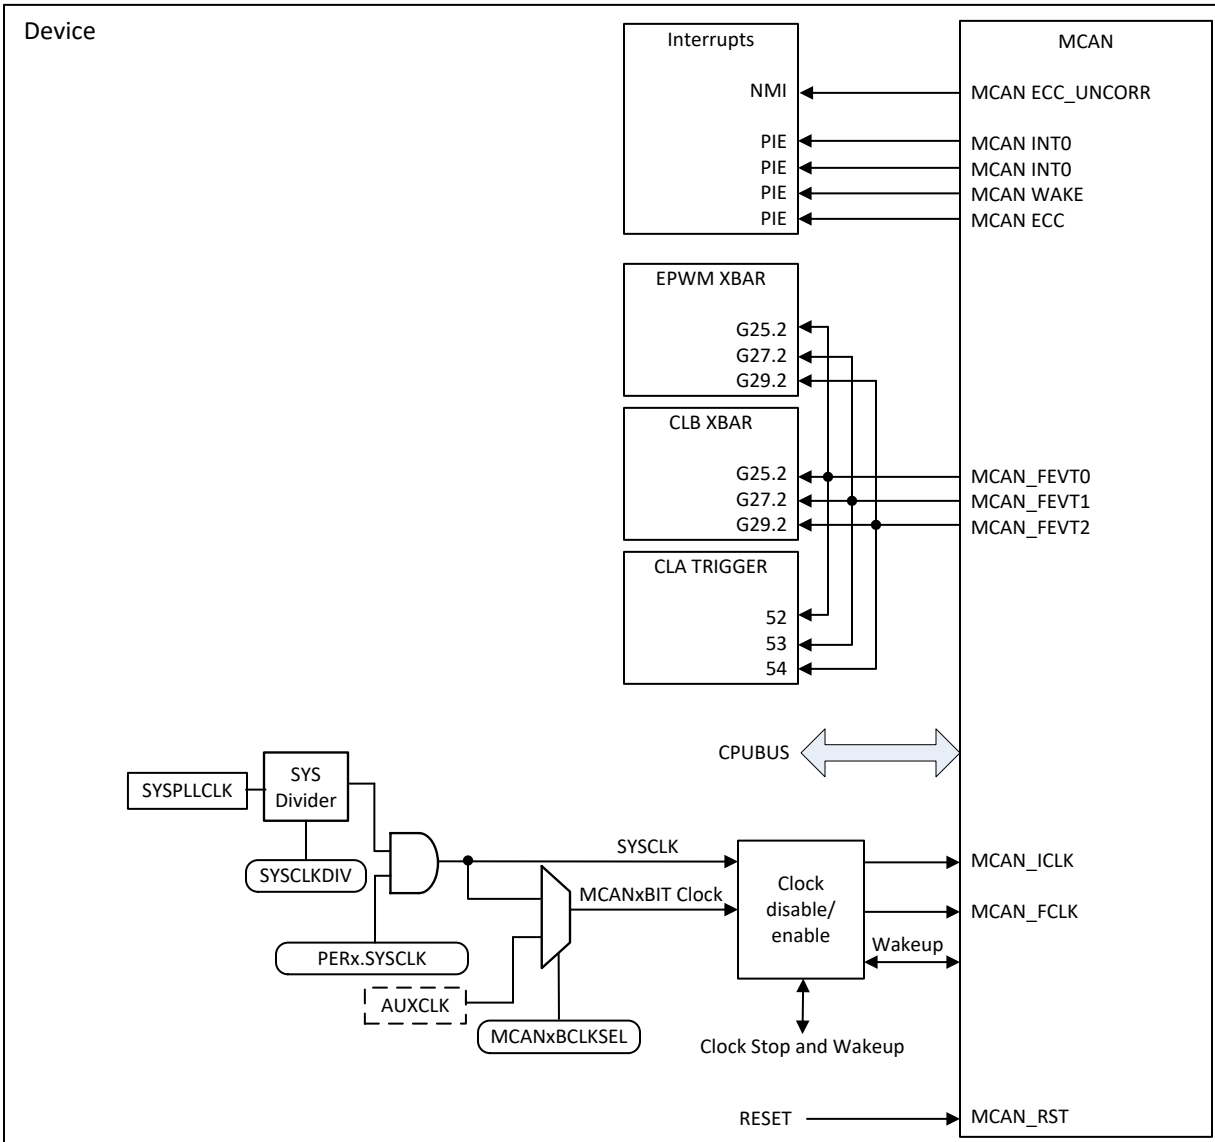 Device
Interrupts
NMI
PIE
PIE
PIE
PIE
MCAN
MCAN ECC_UNCORR
MCAN INT0
MCAN INT0
MCAN WAKE
MCAN ECC
EPWM XBAR
G25.2
G27.2
G29.2
CLB XBAR
G25.2
G27.2
G29.2
MCAN_FEVT0
MCAN_FEVT1
MCAN_FEVT2
CLA TRIGGER
52
53
54
CPUBUS
SYSPLLCLK
SYS
Divider
SYSCLKDIV
PERx.SYSCLK
AUXCLK
MCANxBCLKSEL
SYSCLK
MCANxBIT Clock
Clock
disable/
enable
MCAN_ICLK
MCAN_FCLK
Wakeup
Clock Stop and Wakeup
RESET
MCAN_RST